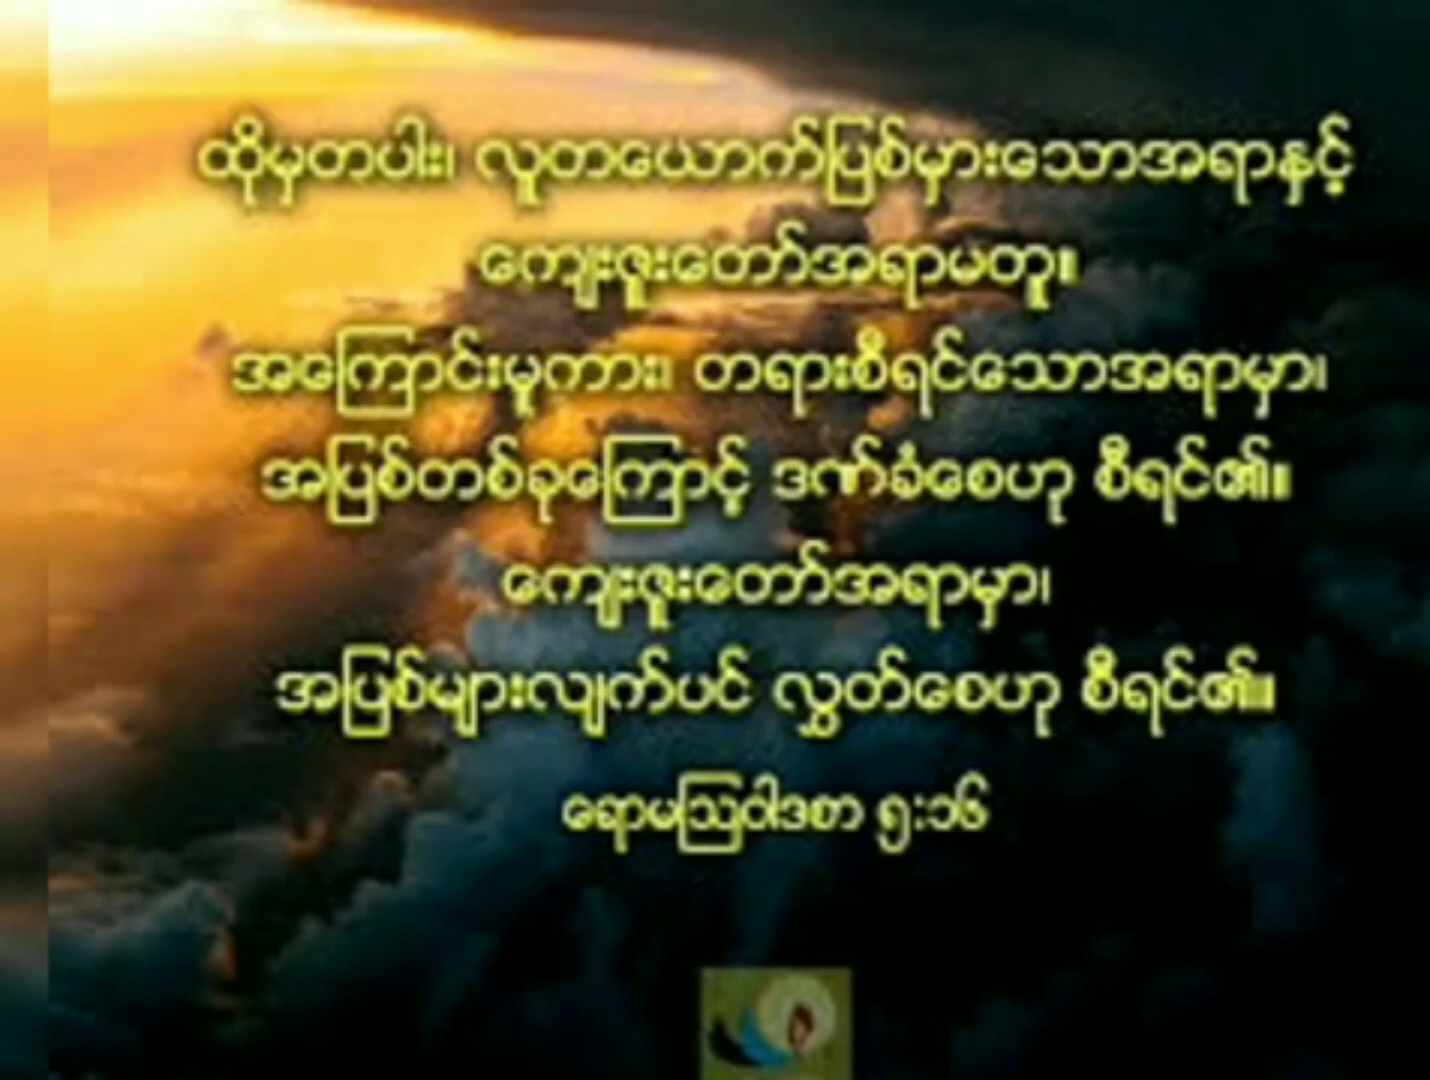 ထိုမှတပါး၊ လူတယောက်ပြစ်မှားသောအရာနှင့်
ကျေးဇူးတော်အရာမတူ။
အကြောင်းမူကား၊ တရားစီရင်သောအရာမှာ၊
အပြစ်တစ်ခုကြောင့် ဒဏ်ခံစေဟု စီရင်၏။
ကျေးဇူးတော်အရာမှာ၊
အပြစ်များလျက်ပင် လွှတ်စေဟု စီရင်၏။
ရောမသြဝါဒစာ ၅:၁၆